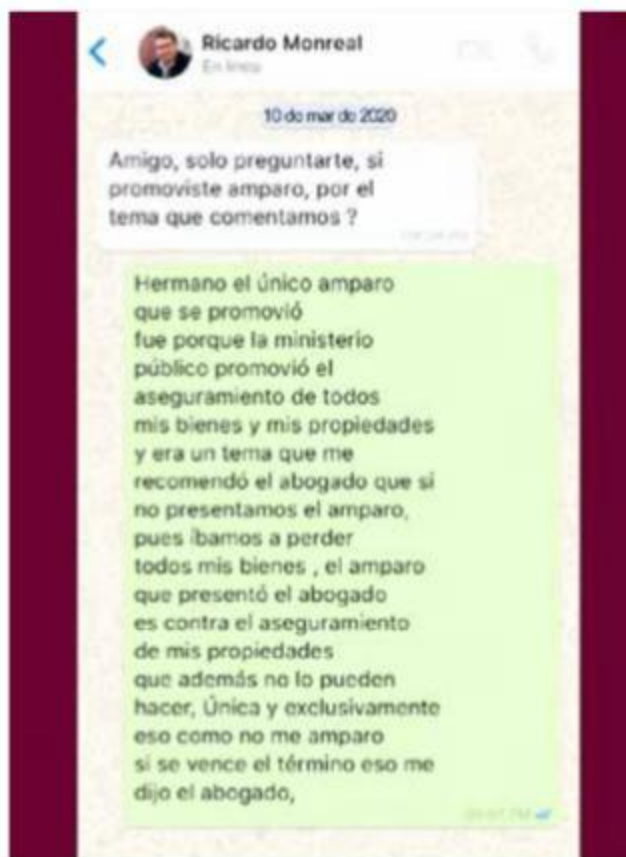 Ricardo Monreal
En línea
10 de mar de 2020
Amigo, solo preguntarte, si
promoviste amparo, por el
tema que comentamos ?
Hermano el único amparo
que se promovió
fue porque la ministerio
público promovió el
aseguramiento de todos
mis bienes y mis propiedades
y era un tema que me
recomendó el abogado que si
no presentamos el amparo,
pues íbamos a perder
todos mis bienes , el amparo
que presentó el abogado
es contra el aseguramiento
de mis propiedades
que además no lo pueden
hacer, Única y exclusivamente
eso como no me amparo
si se vence el término eso me
dijo el abogado,
PM